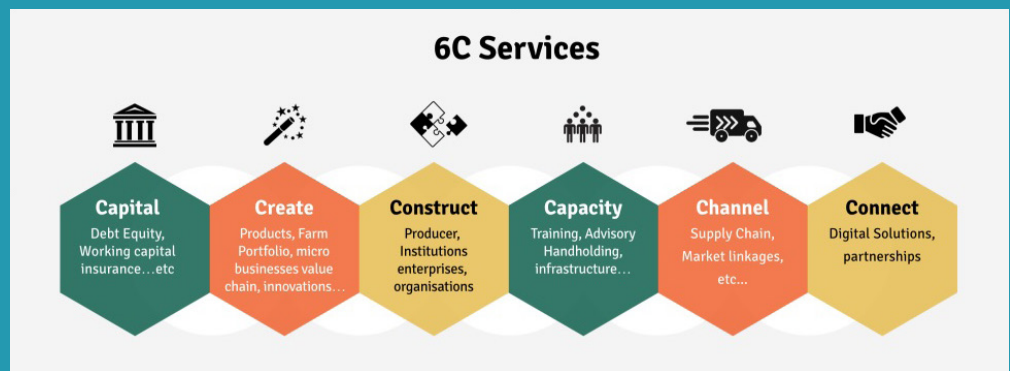 6C Services
Capital
Debt Equity,
Working capital
insurance...etc
Create
Products, Farm
Portfolio, micro
businesses value
chain, innovations...
Construct
Producer,
Institutions
enterprises,
organisations
Capacity
Training, Advisory
Handholding,
infrastructure...
Channel
Supply Chain,
Market linkages,
etc...
Connect
Digital Solutions,
partnerships